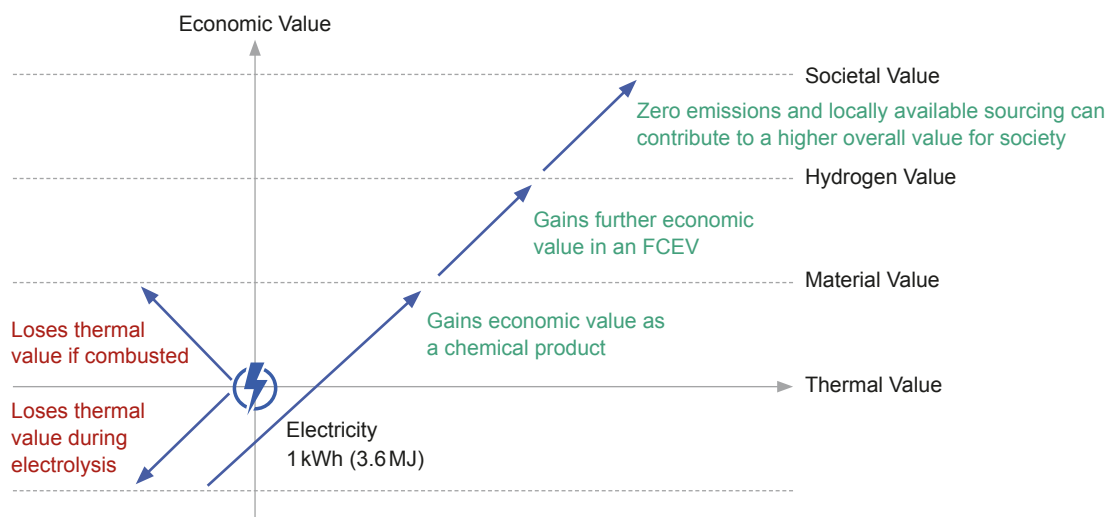 Economic Value
Societal Value
Zero emissions and locally available sourcing can
contribute to a higher overall value for society
Hydrogen Value
Gains further economic
value in an FCEV
Material Value
Gains economic value as
a chemical product
Loses thermal
value if combusted
Thermal Value
Loses thermal
value during
electrolysis
Electricity
1 kWh (3.6 MJ)